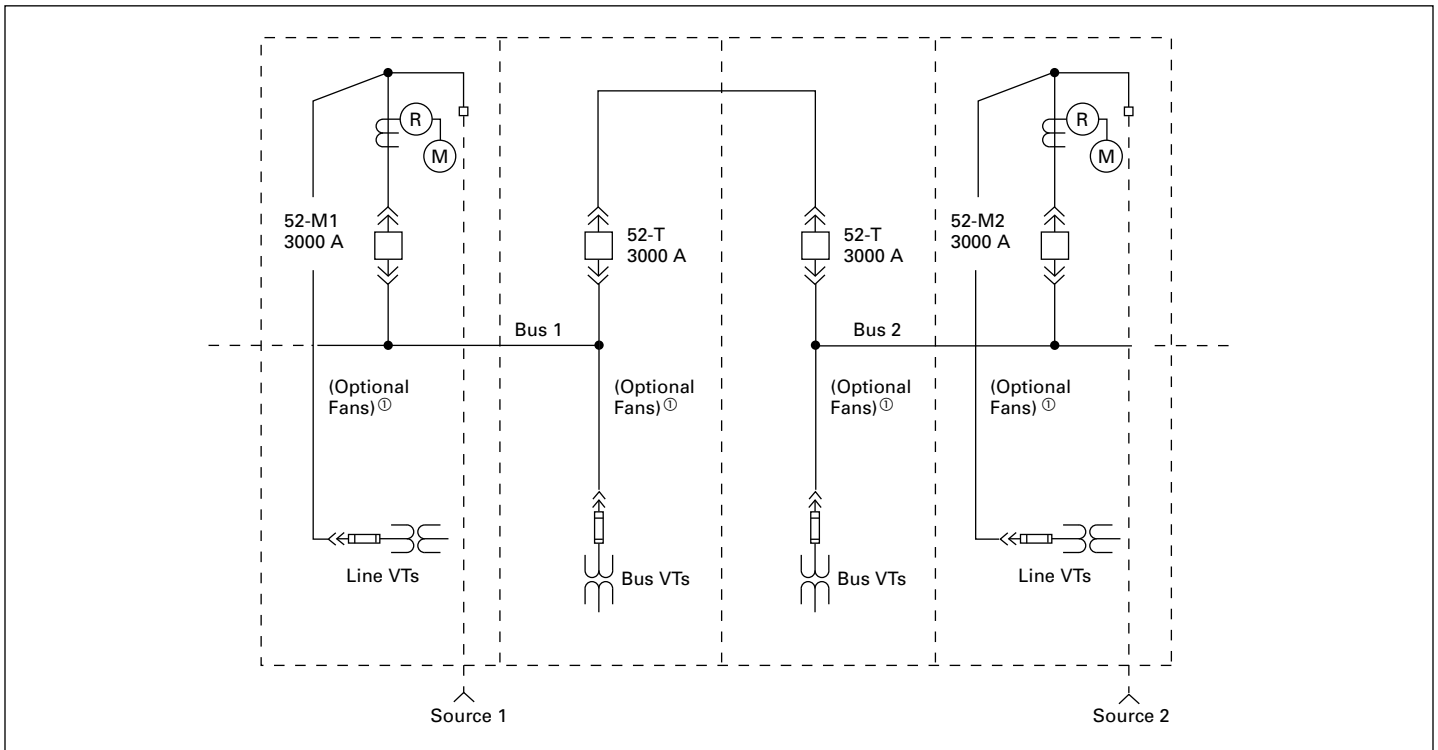 R
M
52-M1
3000 A
52-T
3000 A
52-T
3000 A
52-M2
3000 A
R
M
Bus 1
Bus 2
(Optional
Fans)①
(Optional
Fans)①
(Optional
Fans)①
(Optional
Fans)①
Line VTs
Bus VTs
Bus VTs
Line VTs
Source 1
Source 2